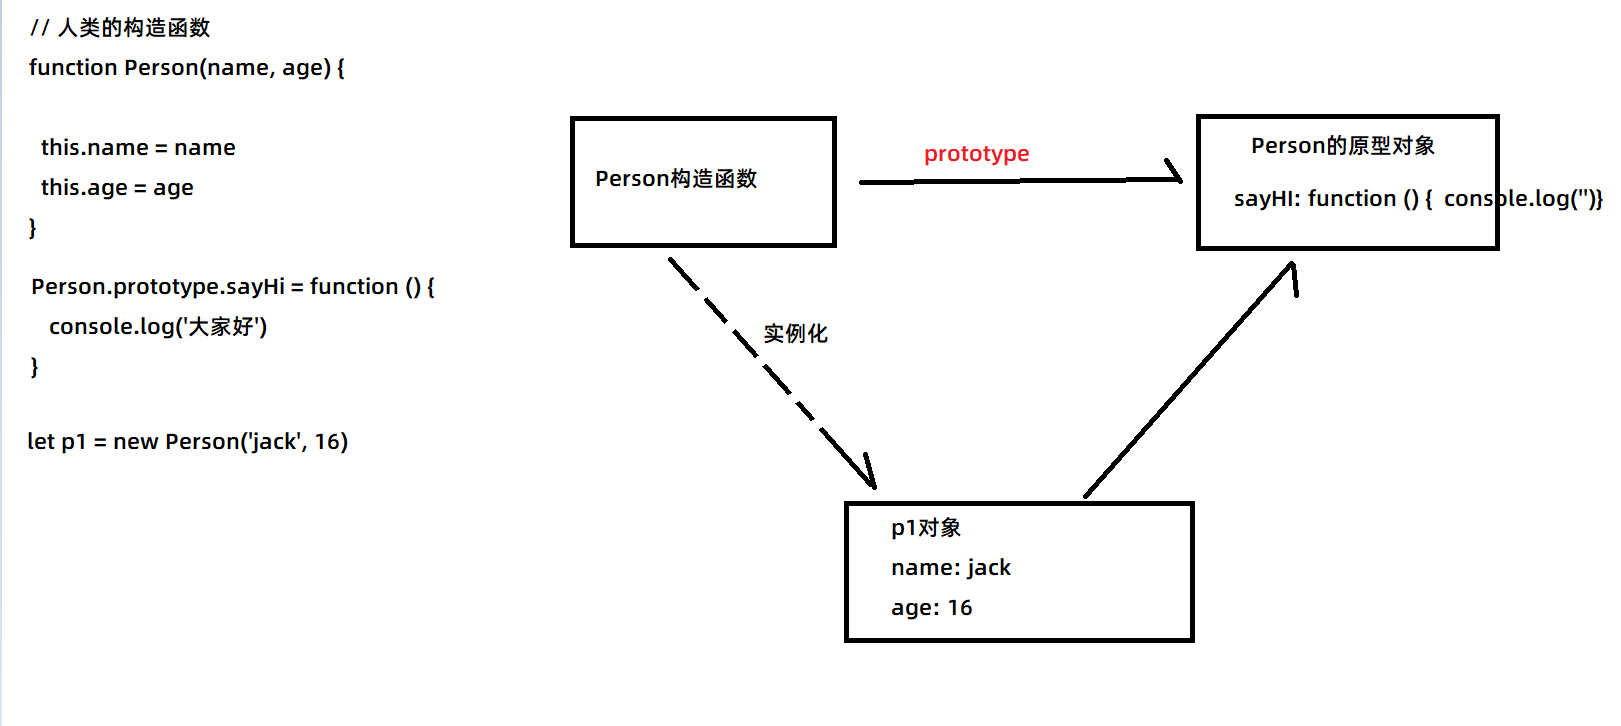 // 人类的构造函数
function Person(name, age) {
this.name = name
this.age = age
}
Person.prototype.sayHi = function () {
console.log('大家好')
}
let p1 = new Person('jack', 16)
Person构造函数
prototype
Person的原型对象
sayHI: function () { console.log('')}
实例化
p1对象
name: jack
age: 16